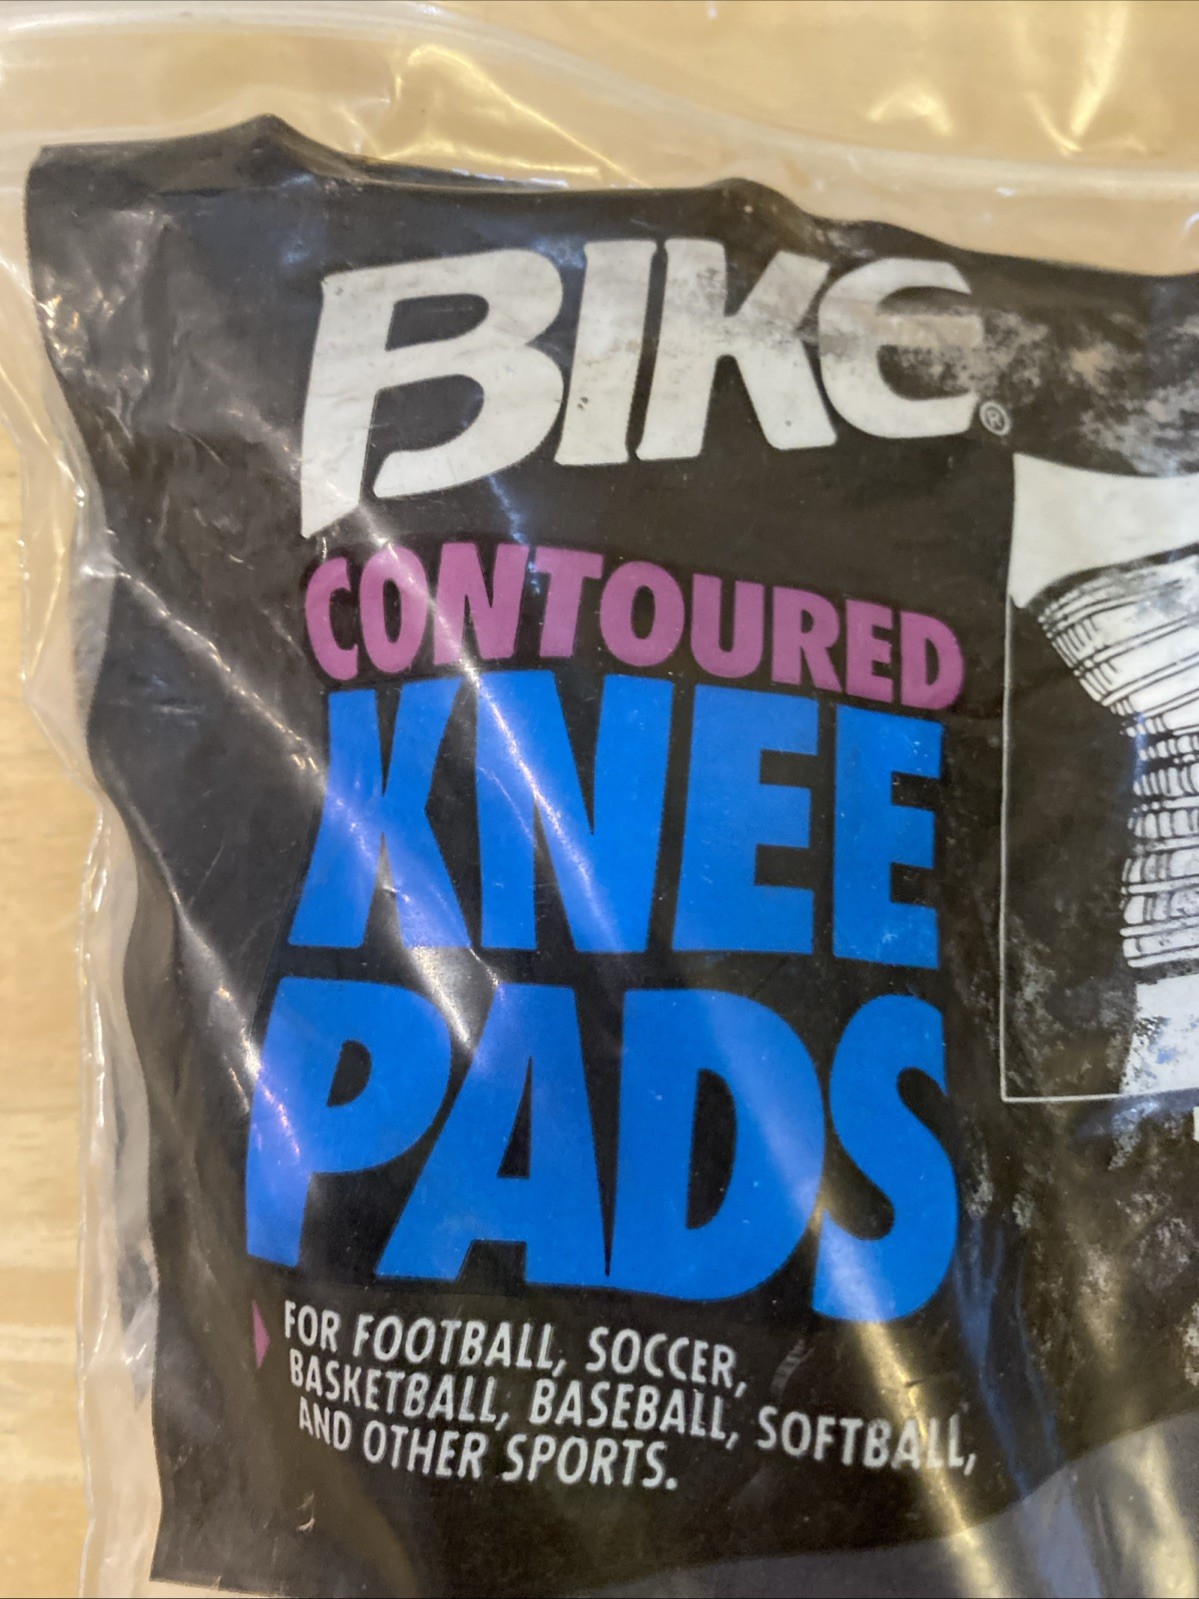 BIKE®
CONTOURED
KNEE
PADS
FOR FOOTBALL, SOCCER,
BASKETBALL, BASEBALL, SOFTBALL,
AND OTHER SPORTS.